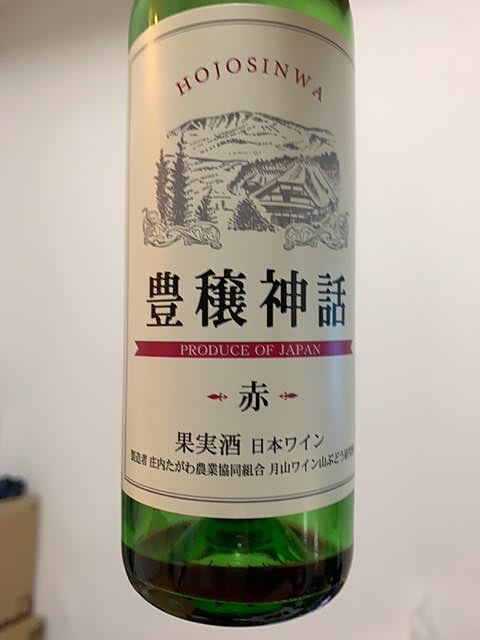 HOJOSINWA
豊穣神話
PRODUCE OF JAPAN
赤
果実酒 日本ワイン
製造者 庄内たがわ農業協同組合 月山ワイン山ぶどう研究